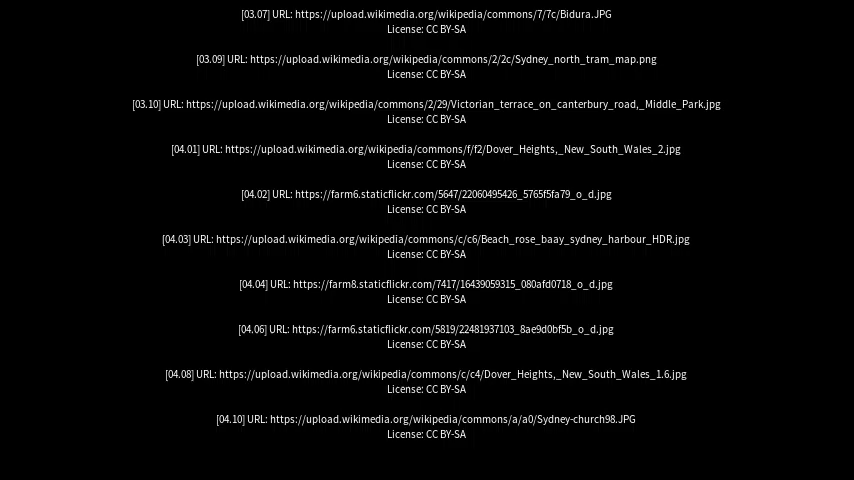 [03.07] URL: https://upload.wikimedia.org/wikipedia/commons/7/7c/Bidura.JPG
License: CC BY-SA
[03.09] URL: https://upload.wikimedia.org/wikipedia/commons/2/2c/Sydney_north_tram_map.png
License: CC BY-SA
[03.10] URL: https://upload.wikimedia.org/wikipedia/commons/2/29/Victorian_terrace_on_canterbury_road,_Middle_Park.jpg
License: CC BY-SA
[04.01] URL: https://upload.wikimedia.org/wikipedia/commons/f/f2/Dover_Heights,_New_South_Wales_2.jpg
License: CC BY-SA
[04.02] URL: https://farm6.staticflickr.com/5647/22060495426_5765f5fa79_o_d.jpg
License: CC BY-SA
[04.03] URL: https://upload.wikimedia.org/wikipedia/commons/c/c6/Beach_rose_baay_sydney_harbour_HDR.jpg
License: CC BY-SA
[04.04] URL: https://farm8.staticflickr.com/7417/16439059315_080afd0718_o_d.jpg
License: CC BY-SA
[04.06] URL: https://farm6.staticflickr.com/5819/22481937103_8ae9d0bf5b_o_d.jpg
License: CC BY-SA
[04.08] URL: https://upload.wikimedia.org/wikipedia/commons/c/c4/Dover_Heights,_New_South_Wales_1.6.jpg
License: CC BY-SA
[04.10] URL: https://upload.wikimedia.org/wikipedia/commons/a/a0/Sydney-church98.JPG
License: CC BY-SA